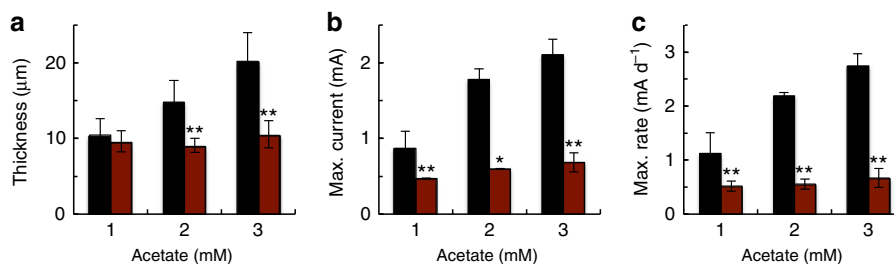 a
Thickness (μm)
20
10
0
**
**
1 2 3
Acetate (mM)
b
Max. current (mA)
2
1
0
**
*
**
1 2 3
Acetate (mM)
c
Max. rate (mA d⁻¹)
3
2
1
0
**
**
**
1 2 3
Acetate (mM)